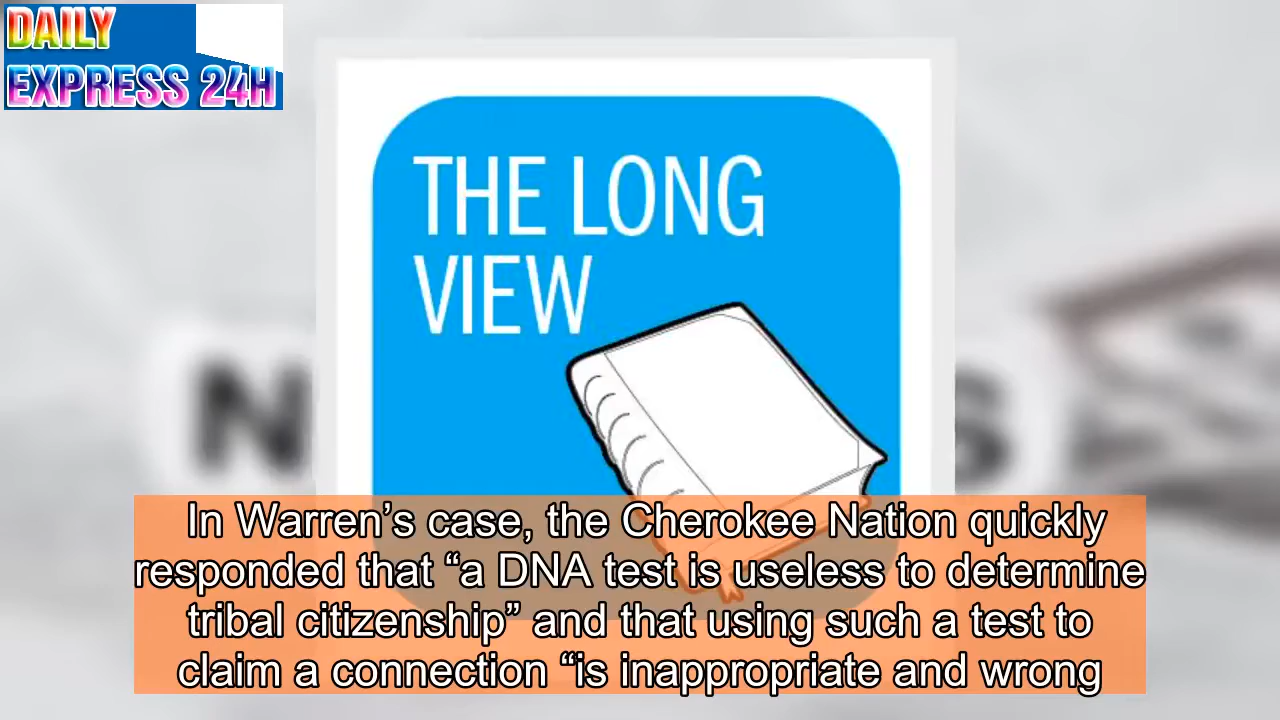 DAILY
EXPRESS 24H
THE LONG
VIEW
N
S
In Warren’s case, the Cherokee Nation quickly
responded that “a DNA test is useless to determine
tribal citizenship” and that using such a test to
claim a connection “is inappropriate and wrong